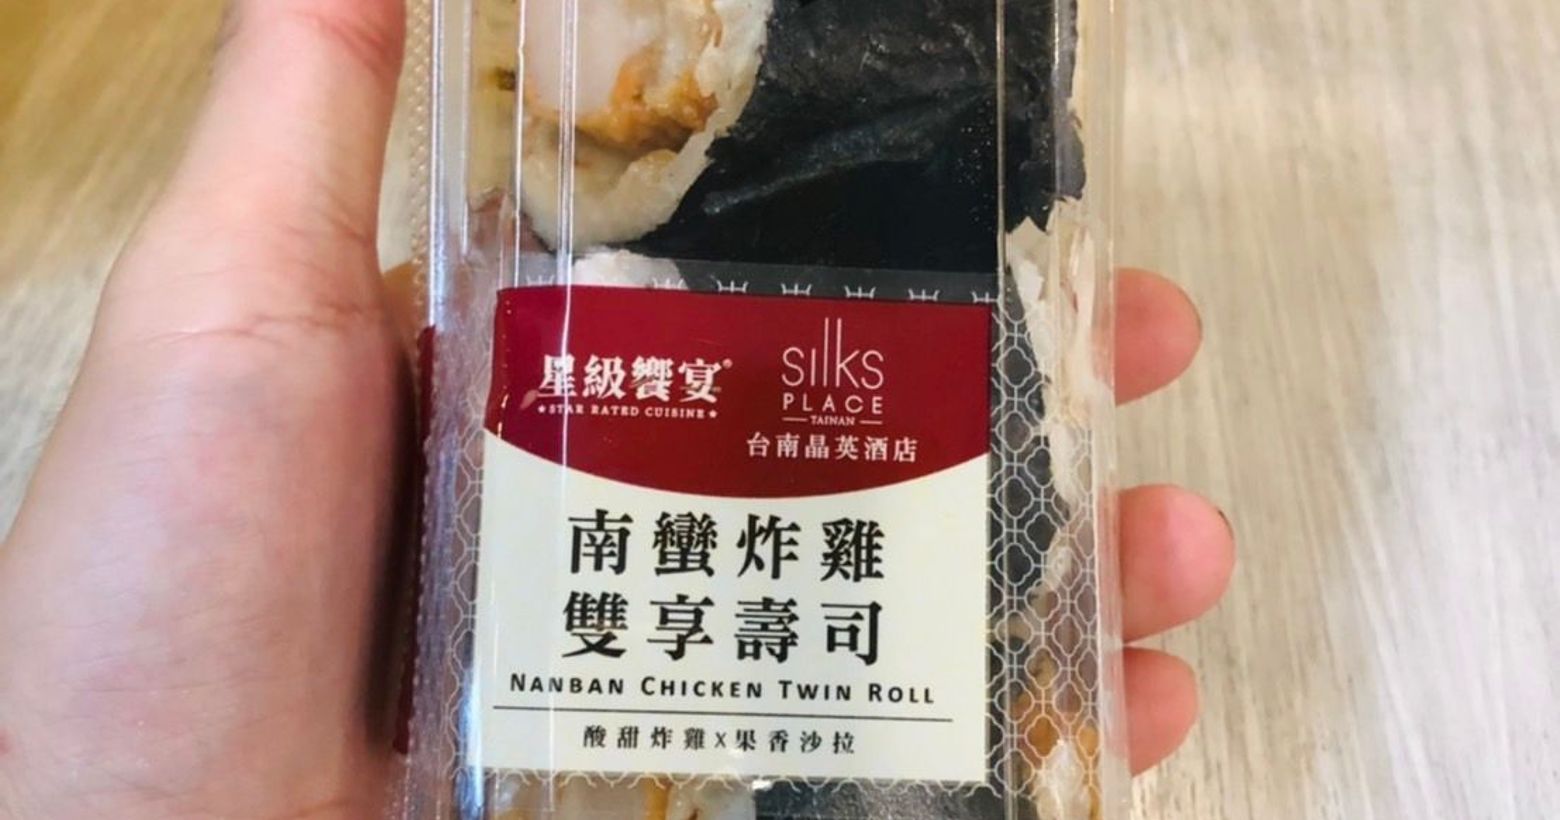 星級饗宴®
★STAR RATED CUISINE★
sılks
PLACE
TAINAN
台南晶英酒店
南蠻炸雞
雙享壽司
NANBAN CHICKEN TWIN ROLL
酸甜炸雞x果香沙拉